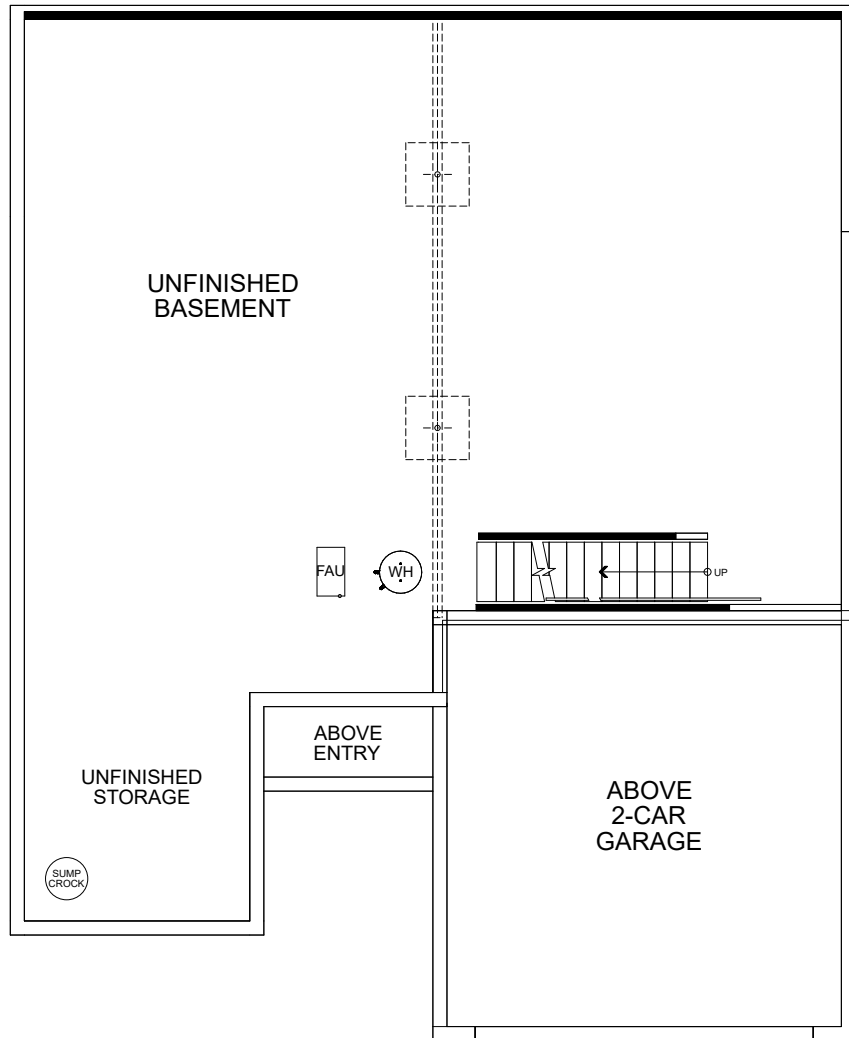 UNFINISHED
BASEMENT
FAU
WH
UP
ABOVE
ENTRY
UNFINISHED
STORAGE
ABOVE
2-CAR
GARAGE
SUMP
CROCK